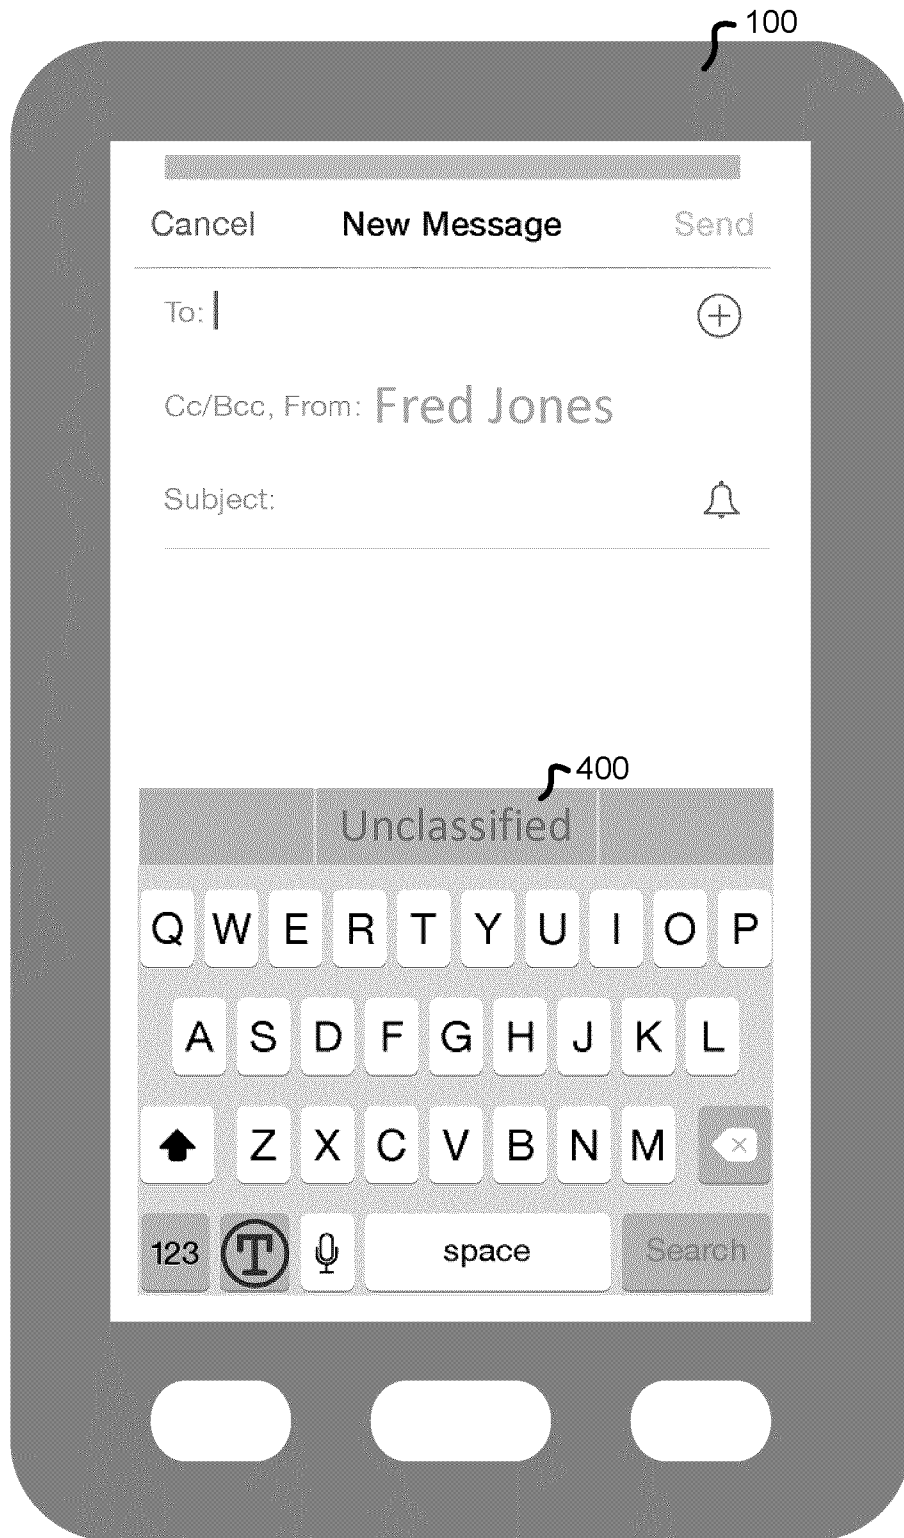 100
Cancel New Message Send
To:
Cc/Bcc, From: Fred Jones
Subject:
400
Unclassified
Q W E R T Y U I O P
A S D F G H J K L
Z X C V B N M
123 T space Search